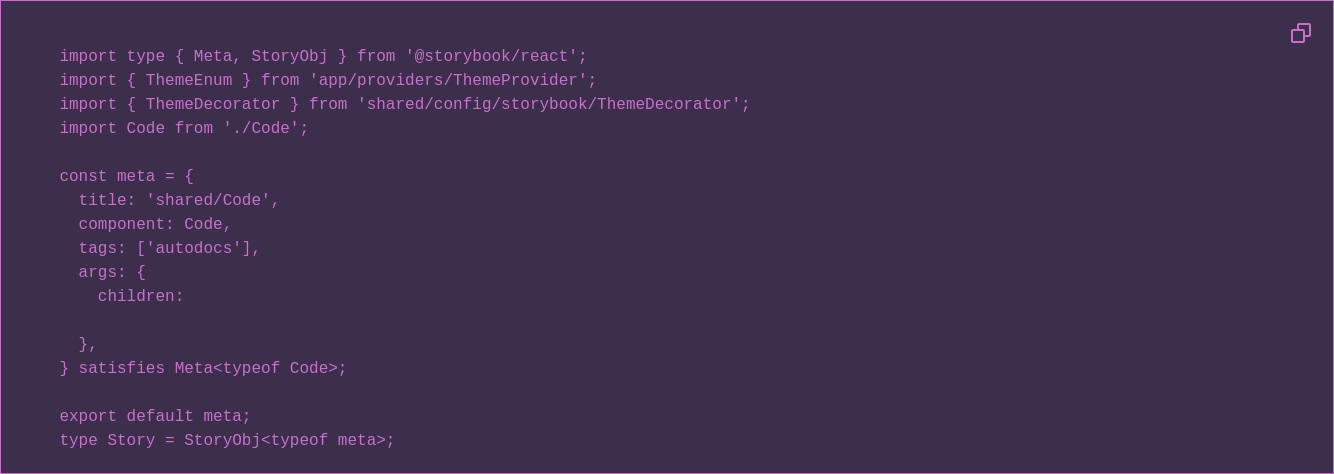 import type { Meta, StoryObj } from '@storybook/react';
import { ThemeEnum } from 'app/providers/ThemeProvider';
import { ThemeDecorator } from 'shared/config/storybook/ThemeDecorator';
import Code from './Code';

const meta = {
  title: 'shared/Code',
  component: Code,
  tags: ['autodocs'],
  args: {
    children:

  },
} satisfies Meta<typeof Code>;

export default meta;
type Story = StoryObj<typeof meta>;